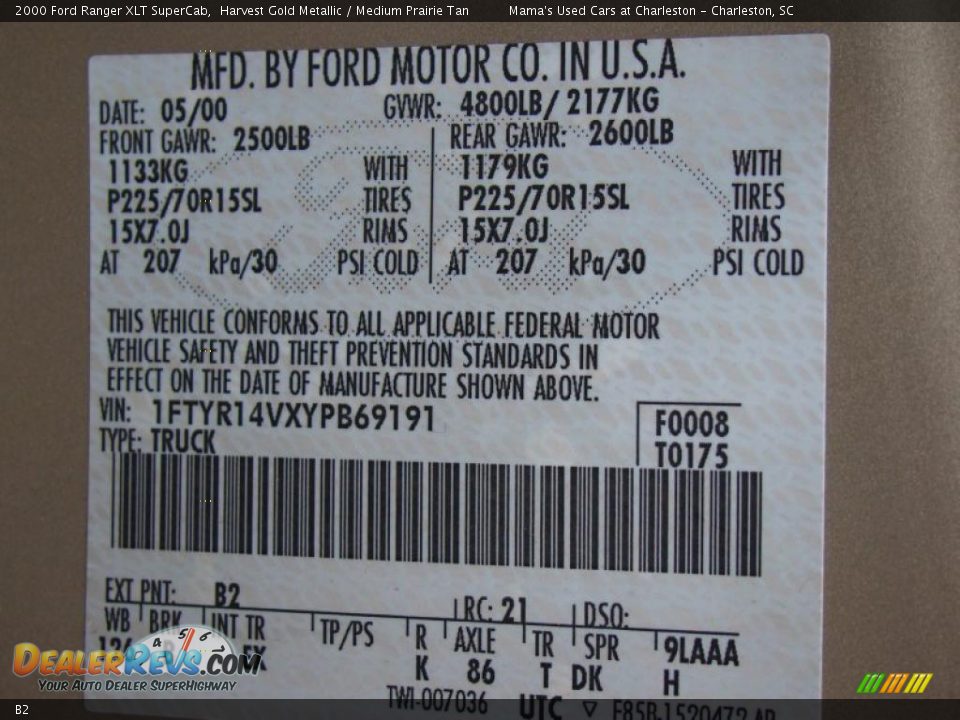 2000 Ford Ranger XLT SuperCab, Harvest Gold Metallic / Medium Prairie Tan Mama's Used Cars at Charleston - Charleston, SC
MFD. BY FORD MOTOR CO. IN U.S.A.
DATE: 05/00 GVWR: 4800LB/ 2177KG
FRONT GAWR: 2500LB REAR GAWR: 2600LB
1133KG WITH 1179KG WITH
P225/70R15SL TIRES P225/70R15SL TIRES
15X7.0J RIMS 15X7.0J RIMS
AT 207 kPa/30 PSI COLD AT 207 kPa/30 PSI COLD
THIS VEHICLE CONFORMS TO ALL APPLICABLE FEDERAL MOTOR
VEHICLE SAFETY AND THEFT PREVENTION STANDARDS IN
EFFECT ON THE DATE OF MANUFACTURE SHOWN ABOVE.
VIN: 1FTYR14VXYPB69191 F0008
TYPE: TRUCK T0175
EXT PNT: B2 RC: 21 DSO:
WB BRK INT TR TP/PS R AXLE TR SPR 9LAAA
K 86 T DK H
TWI-007036 UTC ▽ F85B-1520472-AD
4 5 6
DealerRevs.com
Your Auto Dealer SuperHighway
B2